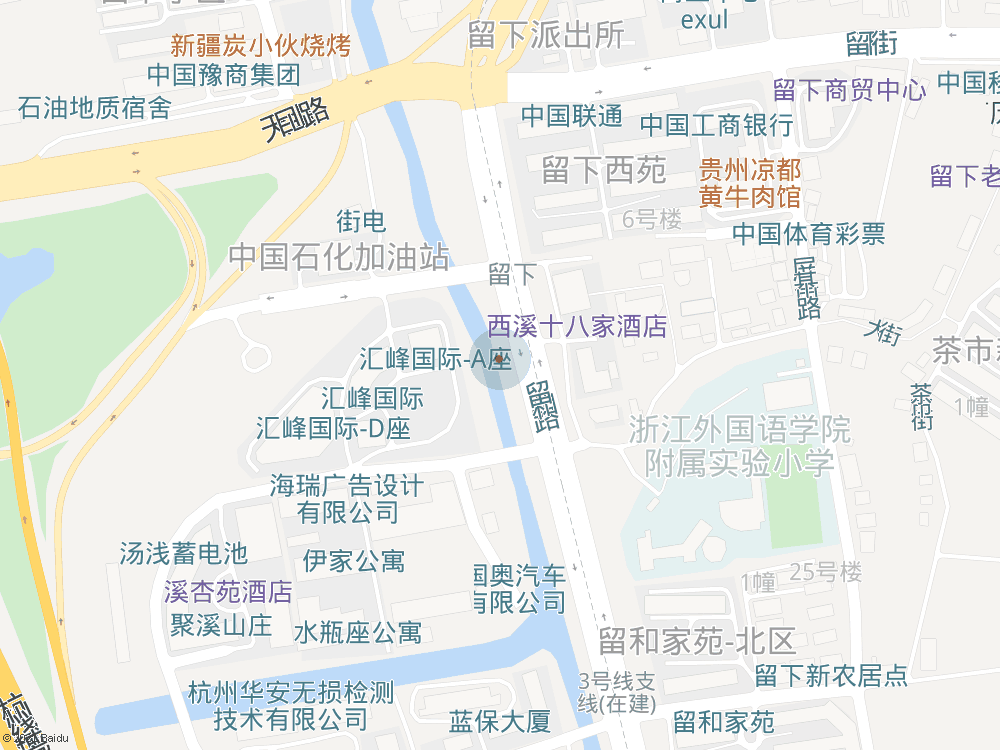 exul
留下派出所
留街
新疆炭小伙烧烤
中国豫商集团
石油地质宿舍
天目山路
留下商贸中心
中国联通
中国工商银行
留下西苑
贵州凉都
黄牛肉馆
留下老
6号楼
街电
中国体育彩票
中国石化加油站
留下
屏基路
西溪十八家酒店
大街
汇峰国际-A座
茶市
留和路
汇峰国际
茶市街
1幢
汇峰国际-D座
浙江外国语学院
附属实验小学
海瑞广告设计
有限公司
汤浅蓄电池
伊家公寓
国奥汽车
有限公司
1幢
25号楼
溪杏苑酒店
聚溪山庄
水瓶座公寓
留和家苑-北区
3号线支
线(在建)
留下新农居点
杭州华安无损检测
技术有限公司
蓝保大厦
留和家苑
Baidu